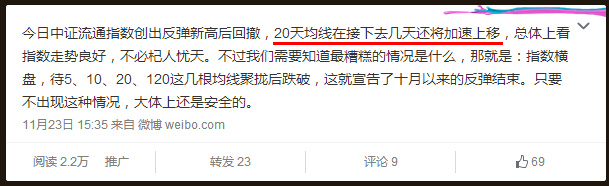 今日中证流通指数创出反弹新高后回撤，20天均线在接下去几天还将加速上移，总体上看
指数走势良好，不必杞人忧天。不过我们需要知道最糟糕的情况是什么，那就是：指数横
盘，待5、10、20、120这几根均线聚拢后跌破，这就宣告了十月以来的反弹结束。只要
不出现这种情况，大体上还是安全的。
11月23日 15:35 来自 微博 weibo.com
阅读 2.2万 推广 转发 23 评论 9 69